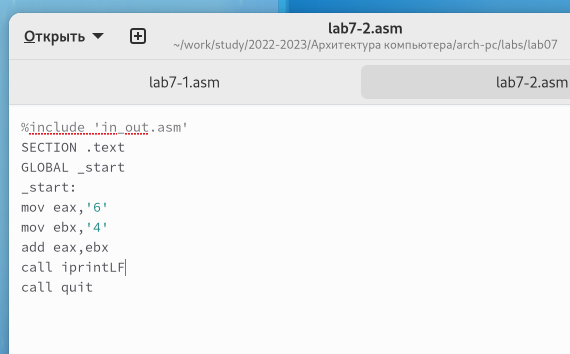 Открыть
lab7-2.asm
~/work/study/2022-2023/Архитектура компьютера/arch-pc/labs/lab07
lab7-1.asm
lab7-2.asm
%include 'in_out.asm'
SECTION .text
GLOBAL _start
_start:
mov eax,'6'
mov ebx,'4'
add eax,ebx
call iprintLF
call quit